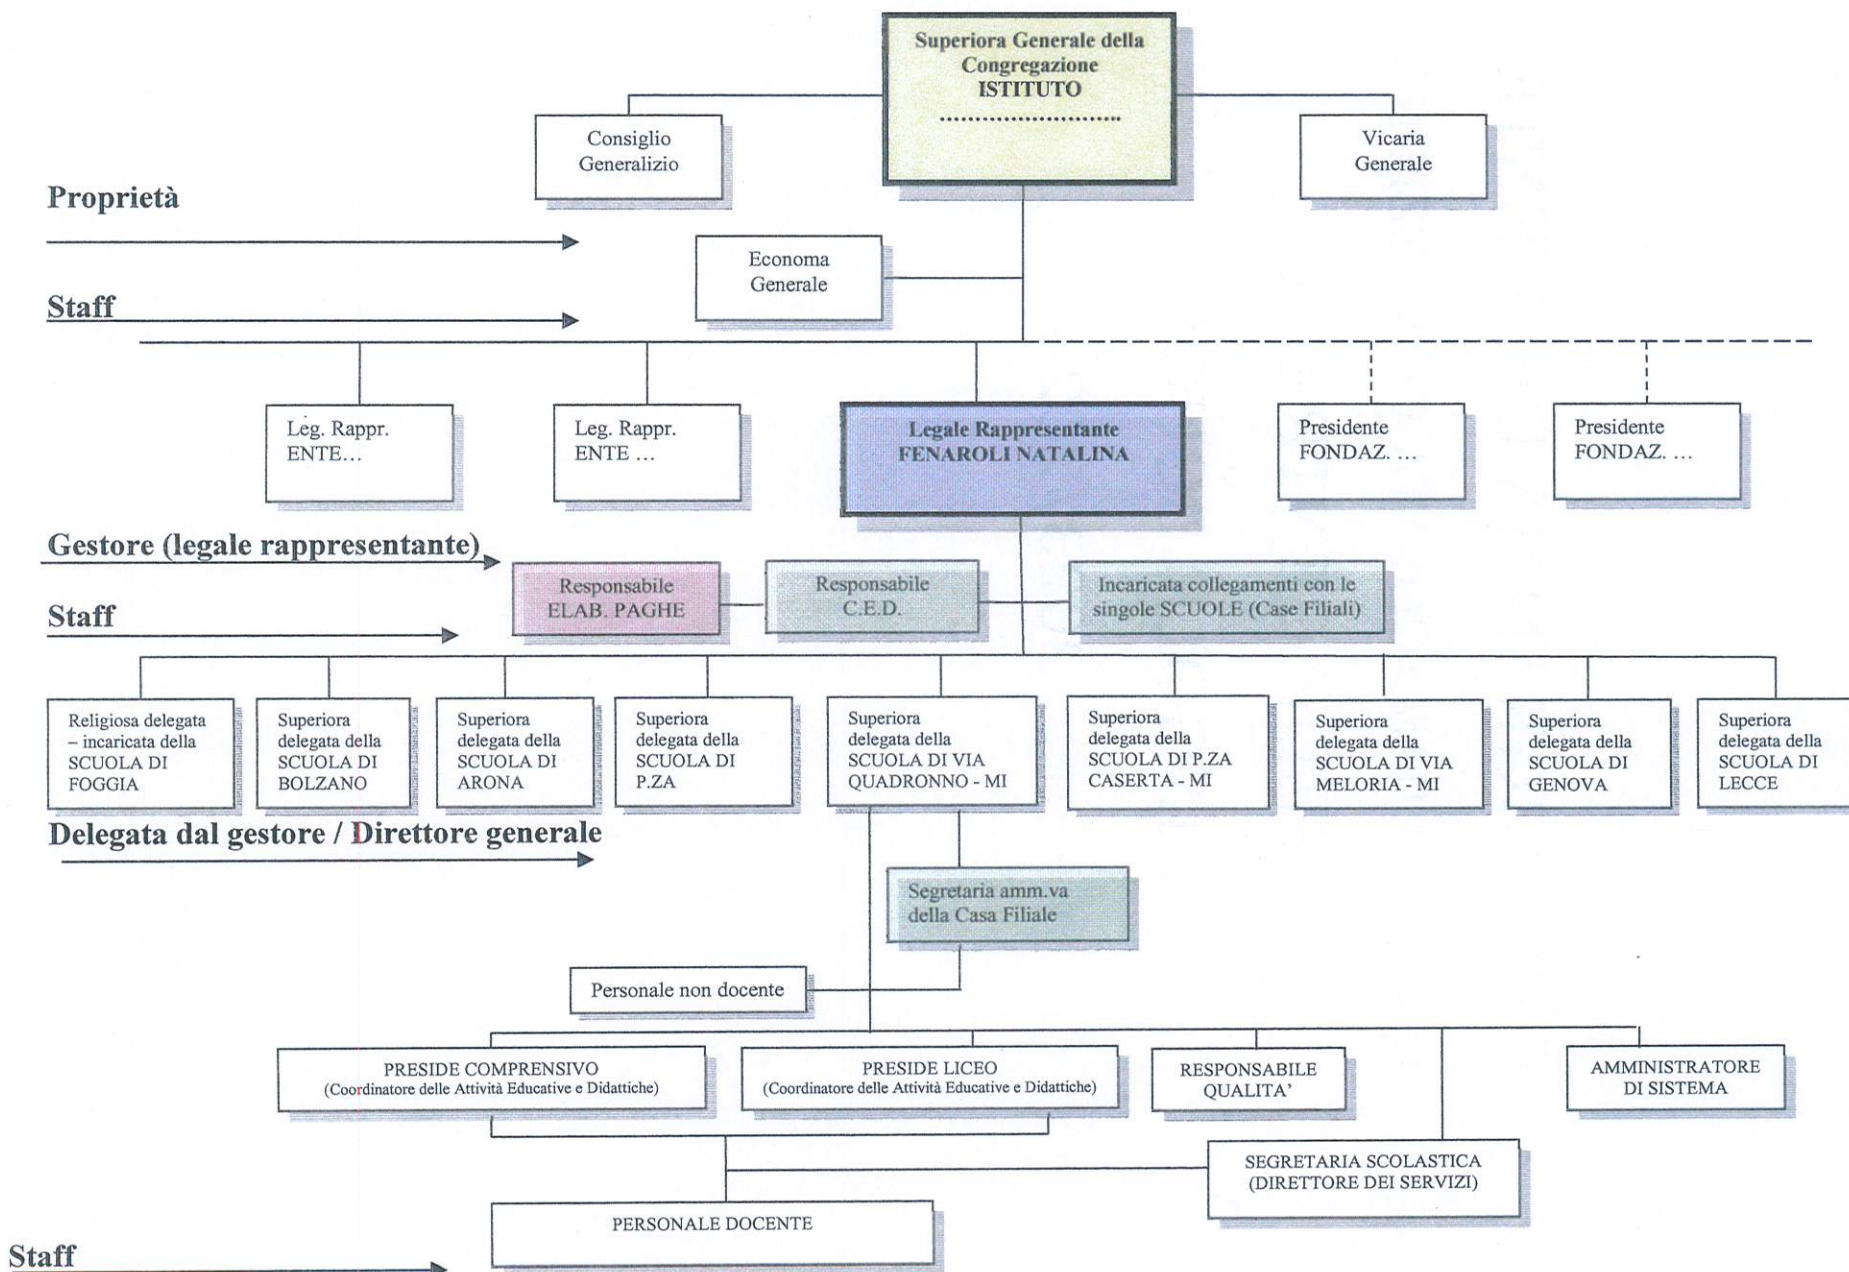 Superiora Generale della
Congregazione
ISTITUTO
............................
Consiglio
Generalizio
Vicaria
Generale
Proprietà
Economa
Generale
Staff
Leg. Rappr.
ENTE…
Leg. Rappr.
ENTE …
Legale Rappresentante
FENAROLI NATALINA
Presidente
FONDAZ. …
Presidente
FONDAZ. …
Gestore (legale rappresentante)
Responsabile
ELAB. PAGHE
Responsabile
C.E.D.
Incaricata collegamenti con le
singole SCUOLE (Case Filiali)
Staff
Religiosa delegata
– incaricata della
SCUOLA DI
FOGGIA
Superiora
delegata della
SCUOLA DI
BOLZANO
Superiora
delegata della
SCUOLA DI
ARONA
Superiora
delegata della
SCUOLA DI
P.ZA
Superiora
delegata della
SCUOLA DI VIA
QUADRONNO - MI
Superiora
delegata della
SCUOLA DI P.ZA
CASERTA - MI
Superiora
delegata della
SCUOLA DI VIA
MELORIA - MI
Superiora
delegata della
SCUOLA DI
GENOVA
Superiora
delegata della
SCUOLA DI
LECCE
Delegata dal gestore / Direttore generale
Segretaria amm.va
della Casa Filiale
Personale non docente
PRESIDE COMPRENSIVO
(Coordinatore delle Attività Educative e Didattiche)
PRESIDE LICEO
(Coordinatore delle Attività Educative e Didattiche)
RESPONSABILE
QUALITA'
AMMINISTRATORE
DI SISTEMA
SEGRETARIA SCOLASTICA
(DIRETTORE DEI SERVIZI)
PERSONALE DOCENTE
Staff